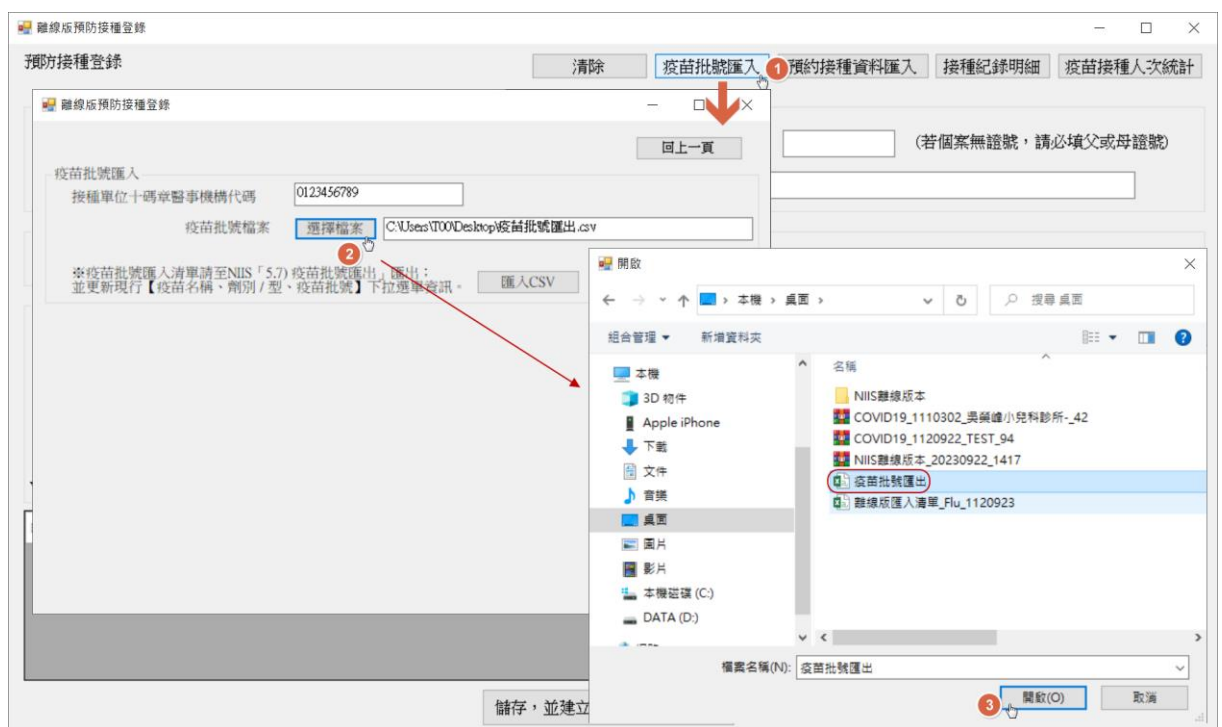 離線版預防接種登錄
預防接種登錄
清除
疫苗批號匯入
1
預約接種資料匯入
接種紀錄明細
疫苗接種人次統計
離線版預防接種登錄
回上一頁
(若個案無證號，請必填父或母證號)
疫苗批號匯入
接種單位十碼章醫事機構代碼
0123456789
疫苗批號檔案
選擇檔案
C:\Users\T00\Desktop\疫苗批號匯出.csv
2
※疫苗批號匯入清單請至NIIS「5.7) 疫苗批號匯出」匯出；
並更新現行【疫苗名稱、劑別 / 型、疫苗批號】下拉選單資訊。
匯入CSV
開啟
本機
桌面
搜尋 桌面
組合管理
新增資料夾
名稱
本機
3D 物件
Apple iPhone
下載
文件
音樂
桌面
圖片
影片
本機磁碟 (C:)
DATA (D:)
NIIS離線版本
COVID19_1110302_吳榮峰小兒科診所-_42
COVID19_1120922_TEST_94
NIIS離線版本_20230922_1417
疫苗批號匯出
離線版匯入清單_Flu_1120923
檔案名稱(N):
疫苗批號匯出
3
開啟(O)
取消
儲存，並建立